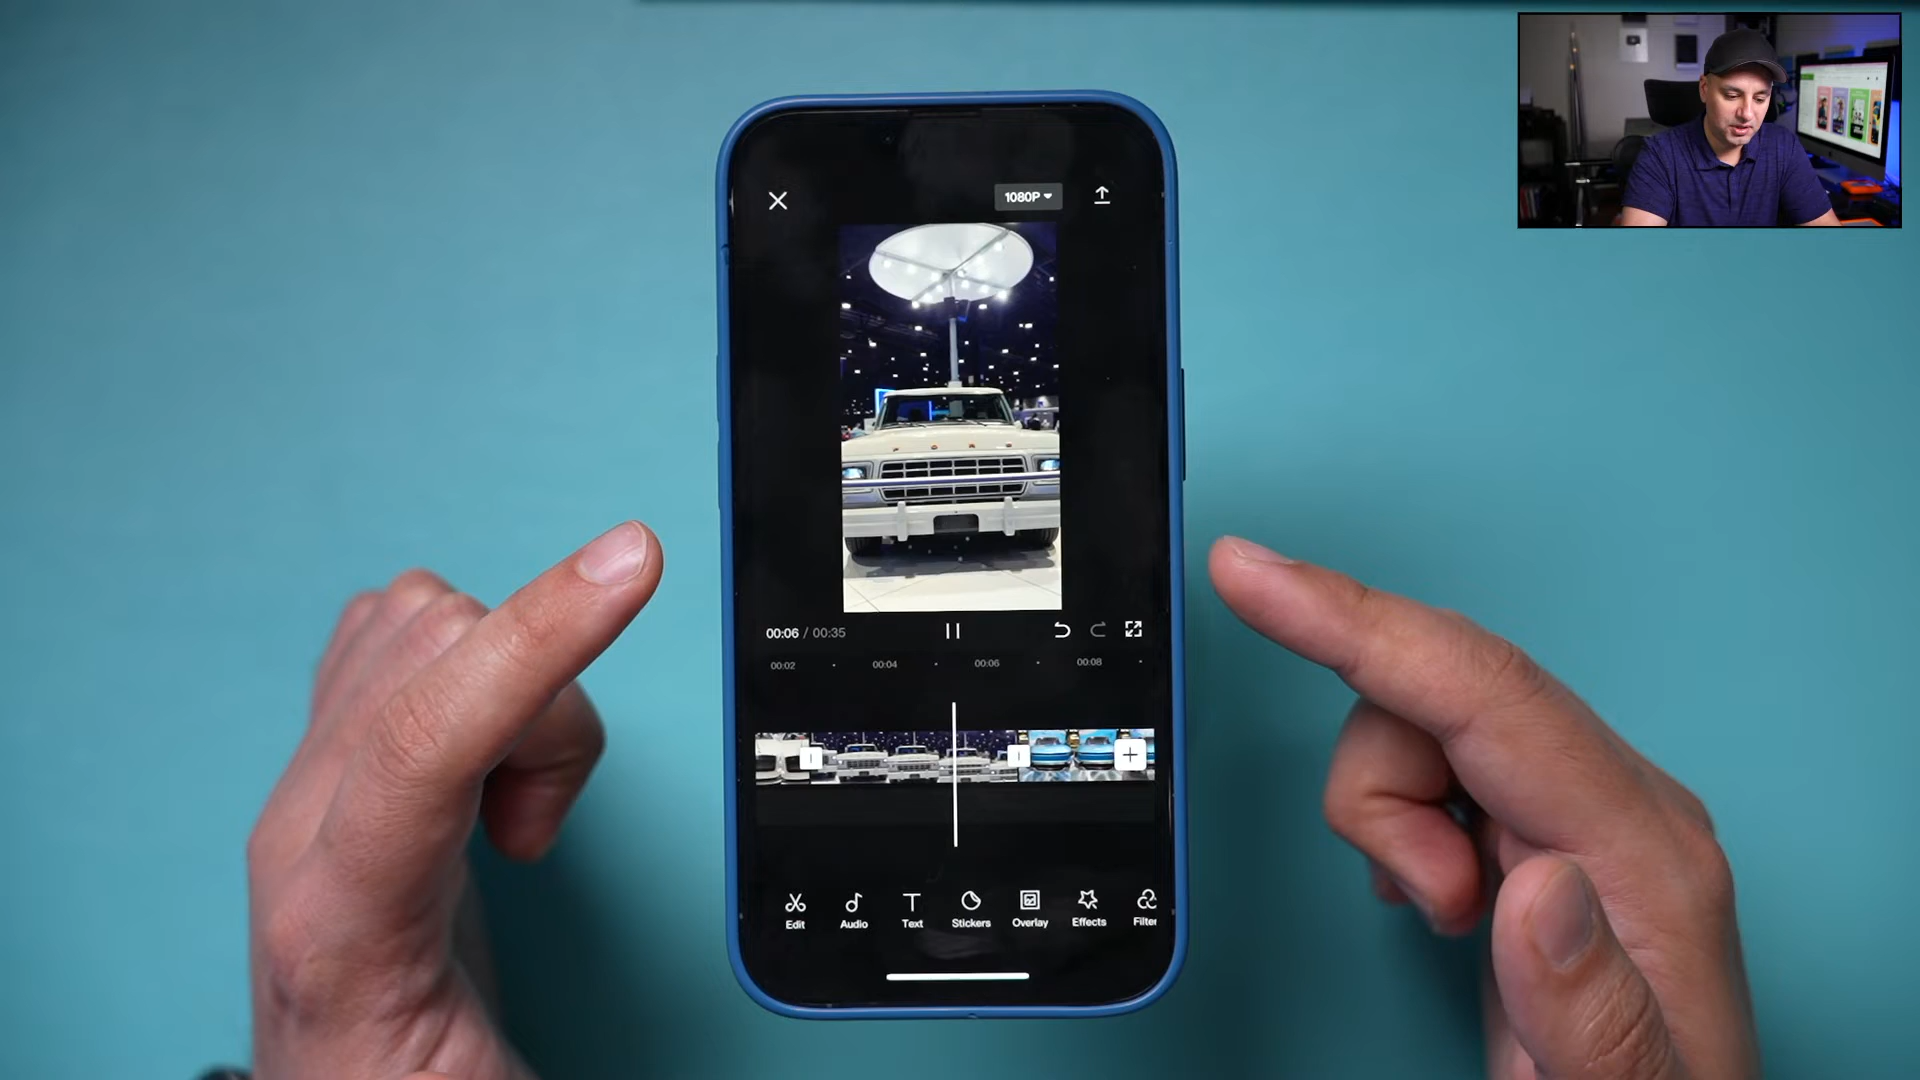 1080P
FORD
00:06 / 00:35
00:02 00:04 00:06 00:08
Edit Audio Text Stickers Overlay Effects Filter